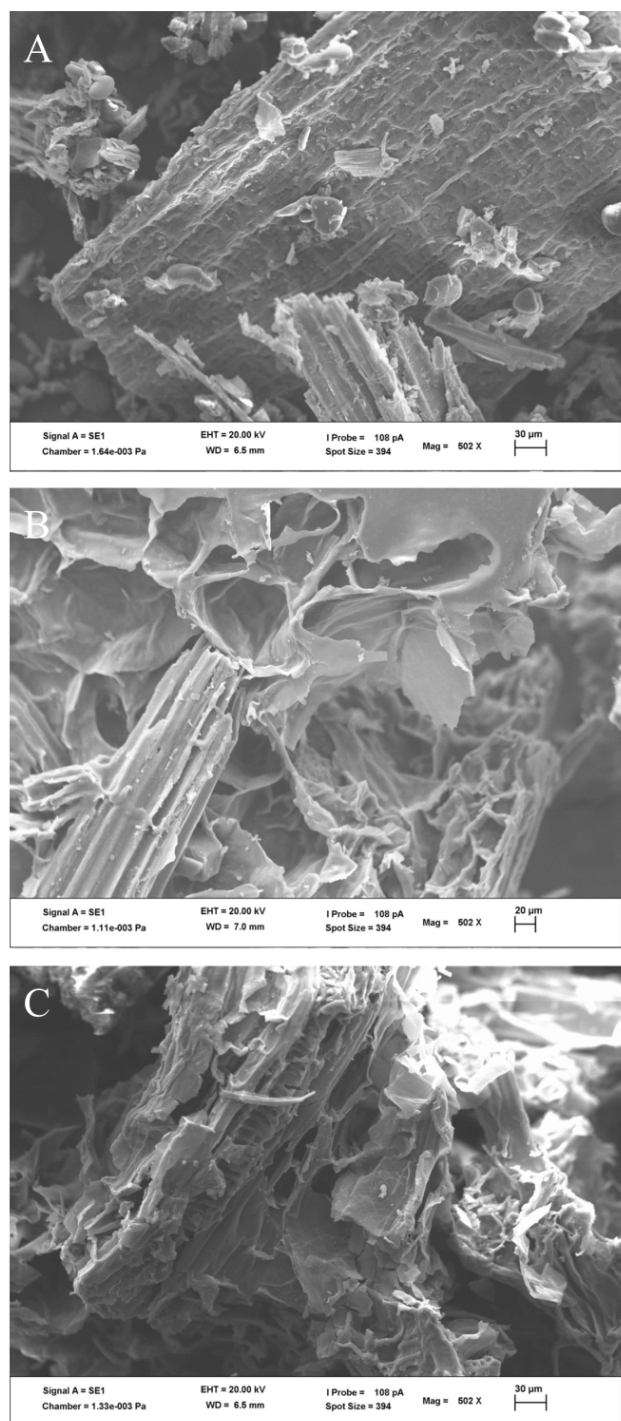 A
Signal A = SE1 EHT = 20.00 kV I Probe = 108 pA Mag = 502 X 30 µm
Chamber = 1.64e-003 Pa WD = 6.5 mm Spot Size = 394
B
Signal A = SE1 EHT = 20.00 kV I Probe = 108 pA Mag = 502 X 20 µm
Chamber = 1.11e-003 Pa WD = 7.0 mm Spot Size = 394
C
Signal A = SE1 EHT = 20.00 kV I Probe = 108 pA Mag = 502 X 30 µm
Chamber = 1.33e-003 Pa WD = 6.5 mm Spot Size = 394